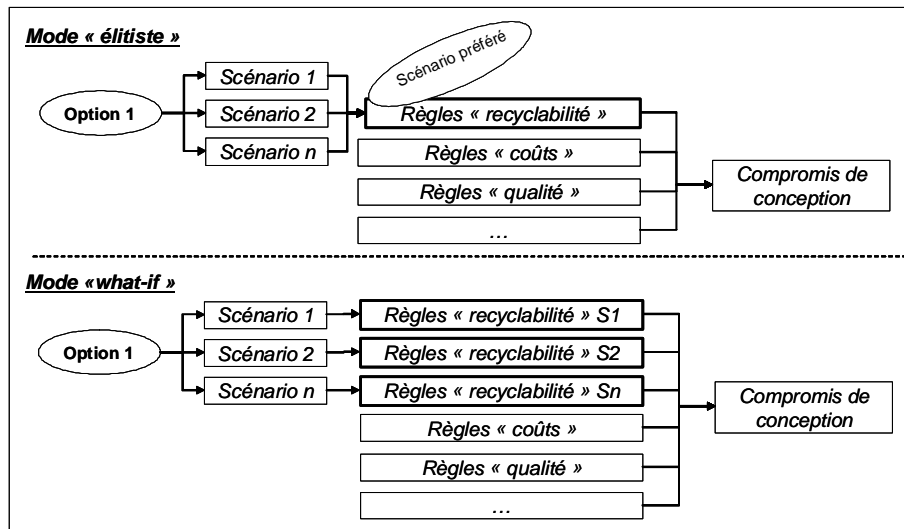 Mode « élitiste »
Scénario préféré
Scénario 1
Option 1
Scénario 2
Règles « recyclabilité »
Scénario n
Règles « coûts »
Règles « qualité »
Compromis de
conception
...
Mode «what-if »
Scénario 1
Règles « recyclabilité » S1
Option 1
Scénario 2
Règles « recyclabilité » S2
Scénario n
Règles « recyclabilité » Sn
Compromis de
conception
Règles « coûts »
Règles « qualité »
...